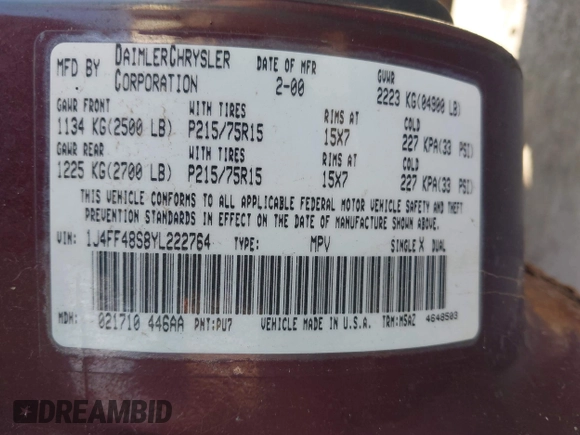 MFD BY DAIMLERCHRYSLER CORPORATION DATE OF MFR 2-00 GVWR 2223 KG(04900 LB)
GAWR FRONT WITH TIRES RIMS AT COLD
1134 KG(2500 LB) P215/75R15 15X7 227 KPA(33 PSI)
GAWR REAR WITH TIRES RIMS AT COLD
1225 KG(2700 LB) P215/75R15 15X7 227 KPA(33 PSI)
THIS VEHICLE CONFORMS TO ALL APPLICABLE FEDERAL MOTOR VEHICLE SAFETY AND THEFT
PREVENTION STANDARDS IN EFFECT ON THE DATE OF MANUFACTURE SHOWN ABOVE.
VIN: 1J4FF48S8YL222764 TYPE: MPV SINGLE X DUAL
MDH: 021710 446AA PNT:PU7 VEHICLE MADE IN U.S.A. TRM:MSAZ 4648503
DREAMBID